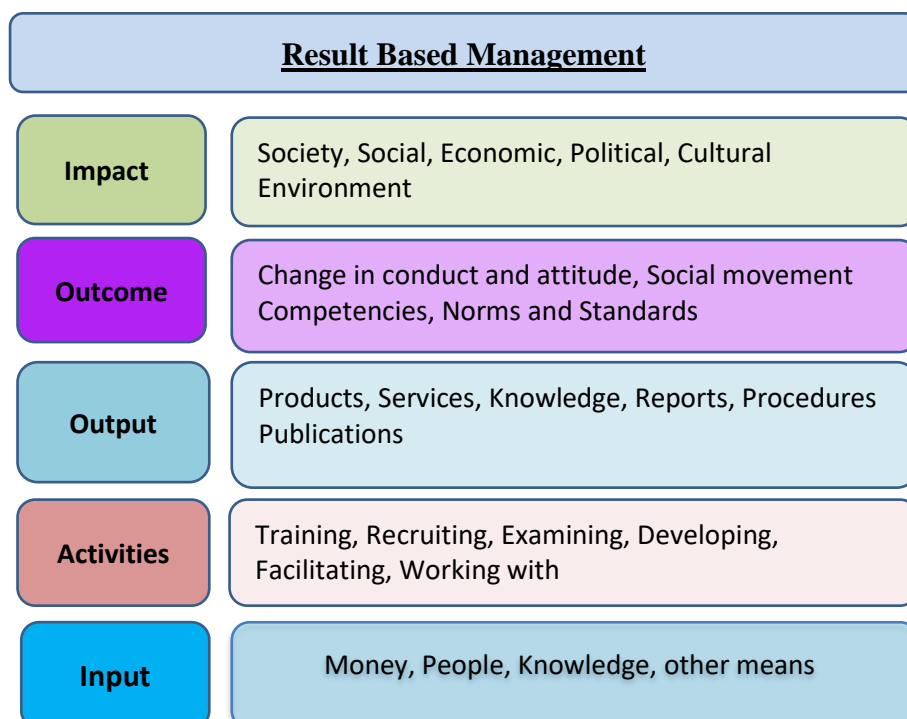 Result Based Management
Impact
Society, Social, Economic, Political, Cultural
Environment
Outcome
Change in conduct and attitude, Social movement
Competencies, Norms and Standards
Output
Products, Services, Knowledge, Reports, Procedures
Publications
Activities
Training, Recruiting, Examining, Developing,
Facilitating, Working with
Input
Money, People, Knowledge, other means